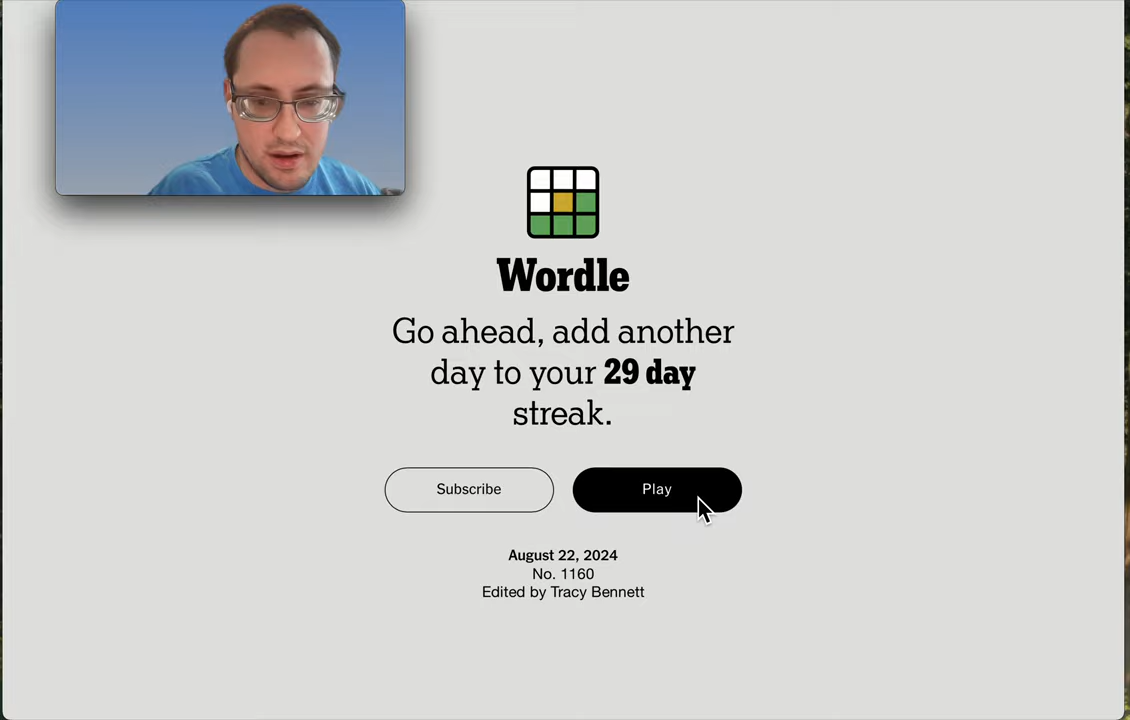 Wordle
Go ahead, add another
day to your 29 day
streak.
Subscribe
Play
August 22, 2024
No. 1160
Edited by Tracy Bennett